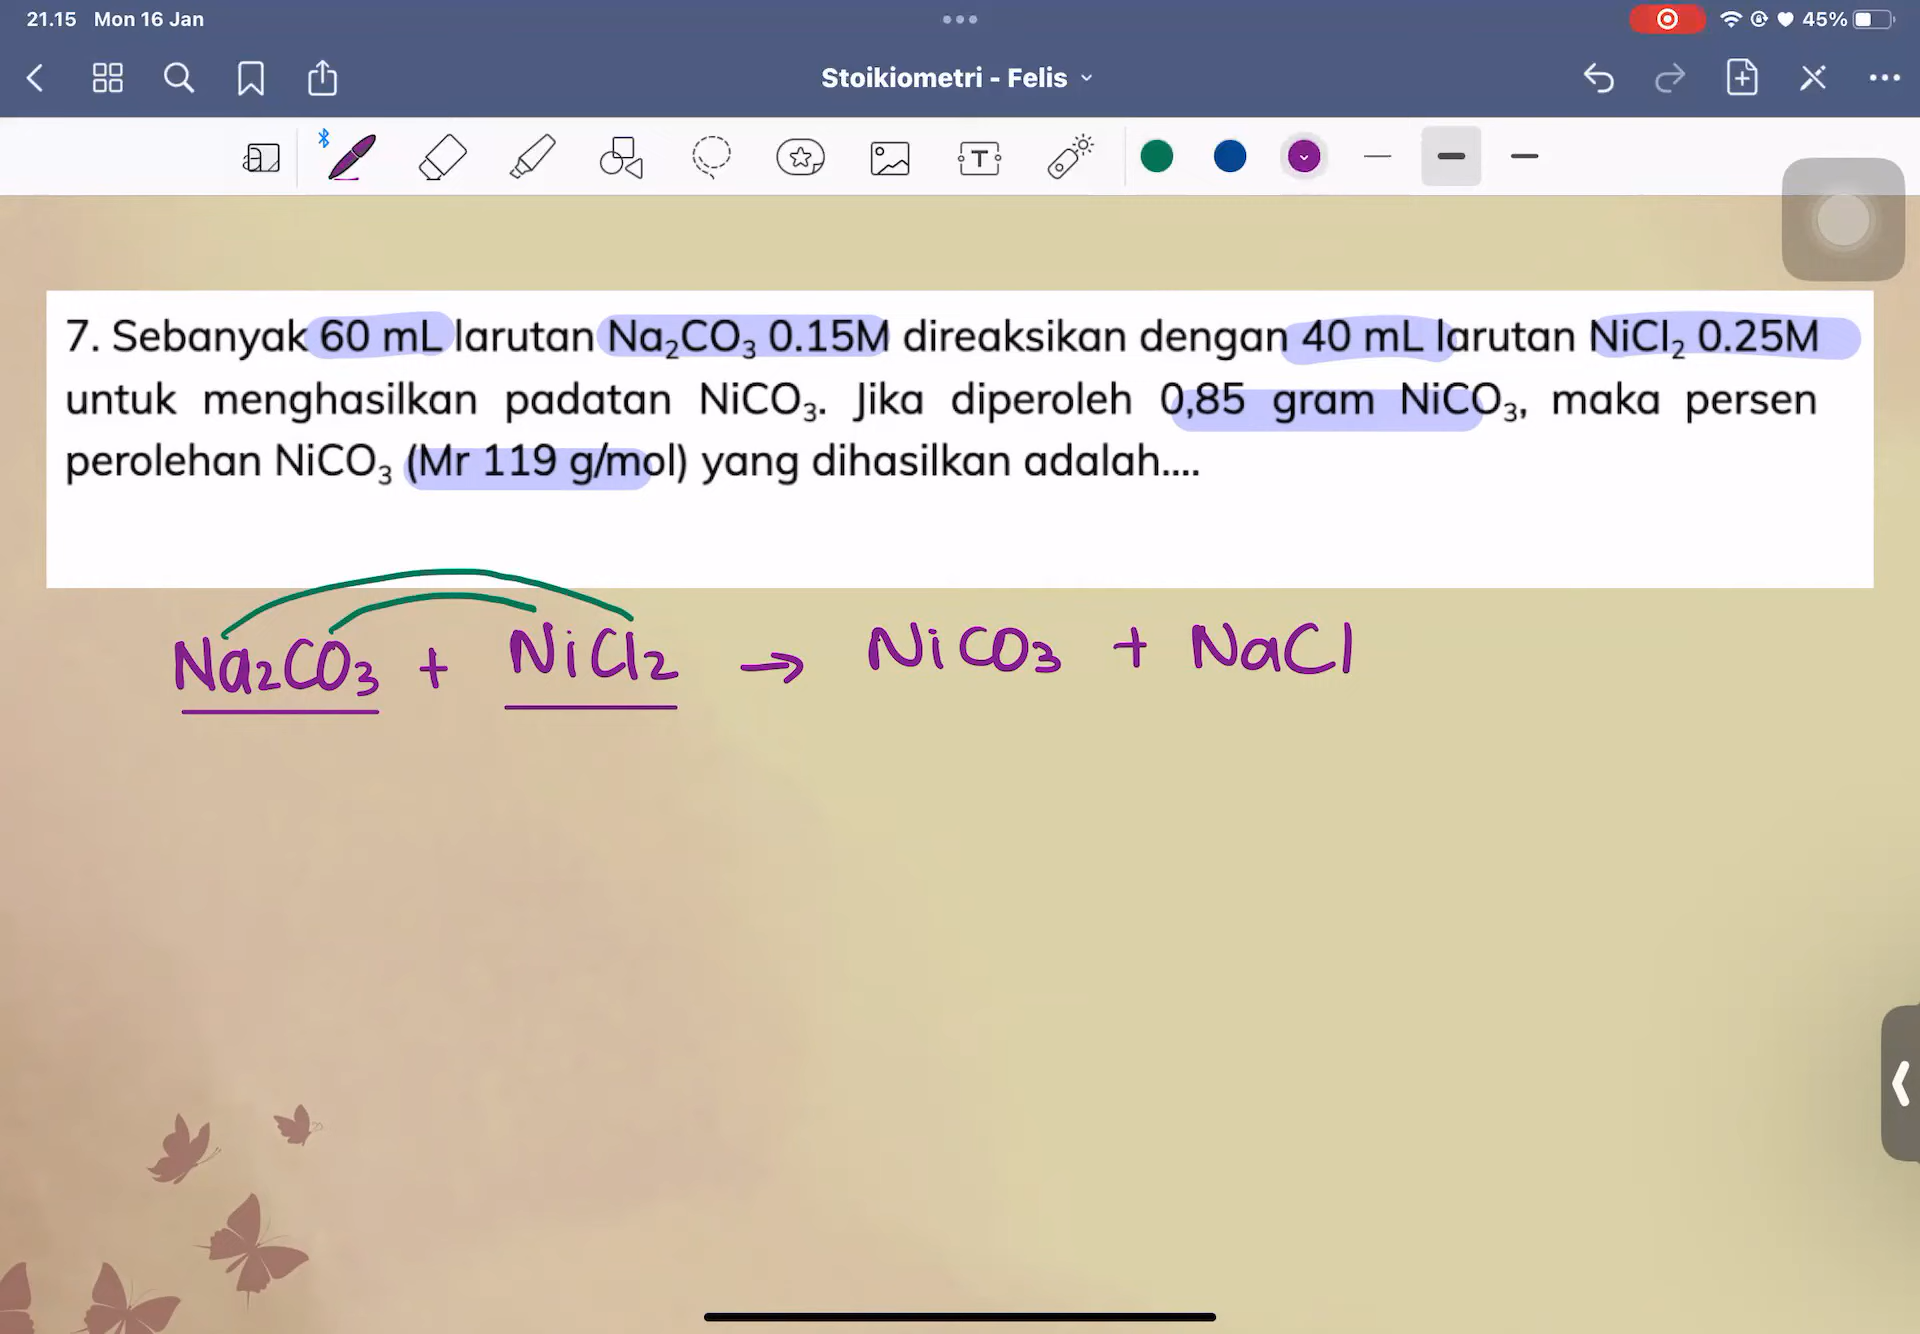 21.15 Mon 16 Jan
45%
Stoikiometri - Felis
7. Sebanyak 60 mL larutan Na₂CO₃ 0.15M direaksikan dengan 40 mL larutan NiCl₂ 0.25M
untuk menghasilkan padatan NiCO₃. Jika diperoleh 0,85 gram NiCO₃, maka persen
perolehan NiCO₃ (Mr 119 g/mol) yang dihasilkan adalah....
Na₂CO₃ + NiCl₂ → NiCO₃ + NaCl